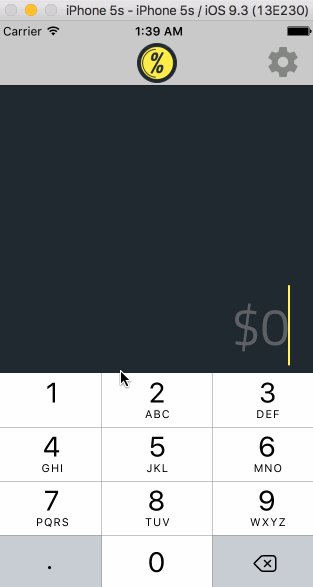 iPhone 5s - iPhone 5s / iOS 9.3 (13E230)
Carrier 1:39 AM
%
$0
1 2 3
ABC DEF
4 5 6
GHI JKL MNO
7 8 9
PQRS TUV WXYZ
. 0